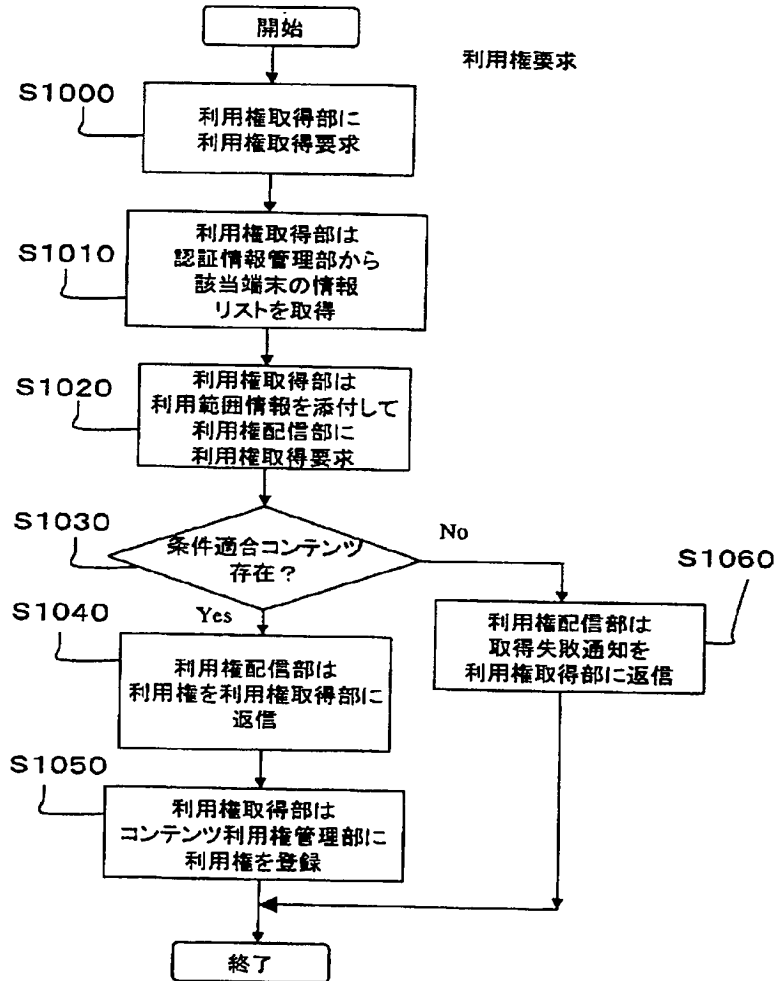 開始
利用権要求
S1000
利用権取得部に
利用権取得要求
S1010
利用権取得部は
認証情報管理部から
該当端末の情報
リストを取得
S1020
利用権取得部は
利用範囲情報を添付して
利用権配信部に
利用権取得要求
S1030
条件適合コンテンツ
存在？
No
Yes
S1040
利用権配信部は
利用権を利用権取得部に
返信
S1060
利用権配信部は
取得失敗通知を
利用権取得部に返信
S1050
利用権取得部は
コンテンツ利用権管理部に
利用権を登録
終了